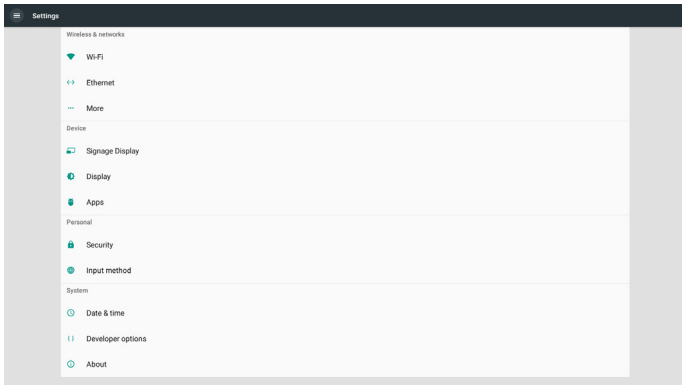 Settings
Wireless & networks
Wi-Fi
Ethernet
More
Device
Signage Display
Display
Apps
Personal
Security
Input method
System
Date & time
Developer options
About